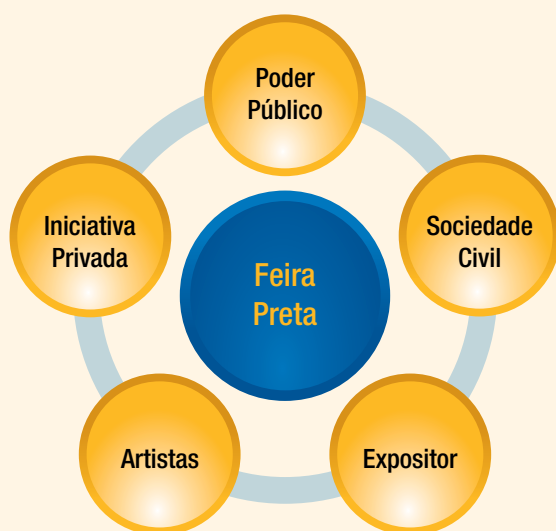 Poder
Público
Iniciativa
Privada
Sociedade
Civil
Feira
Preta
Artistas
Expositor